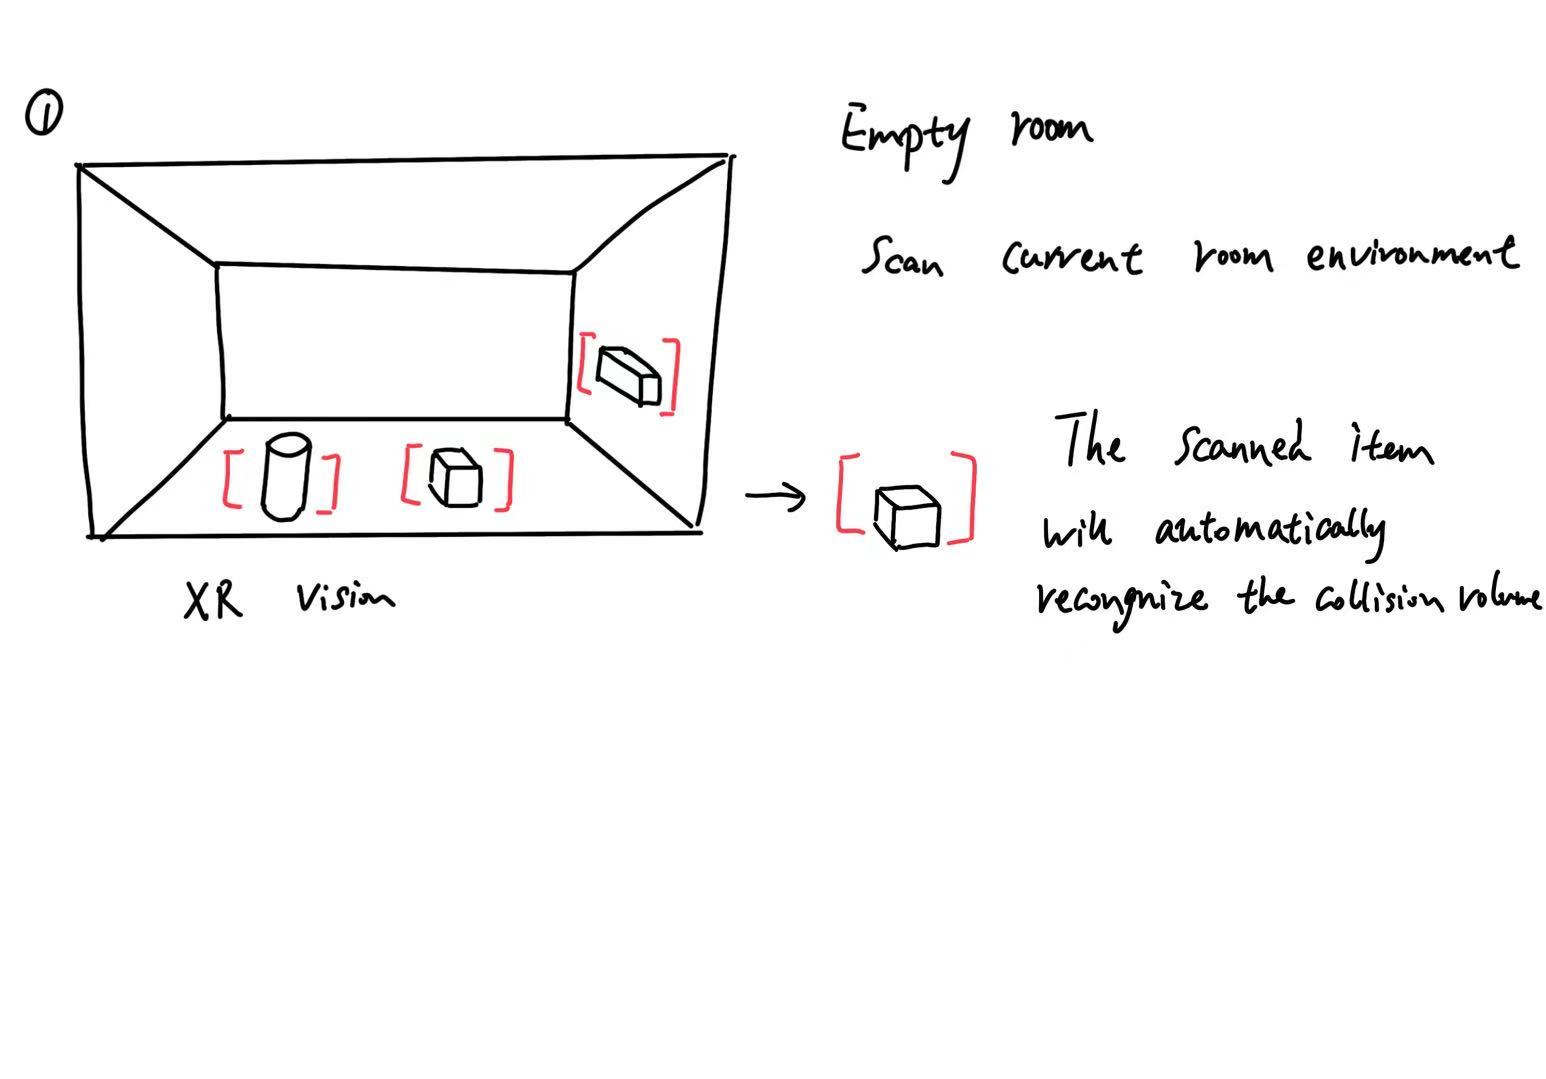 ①
Empty room
Scan current room environment
The scanned item
will automatically
recongnize the collision volume
XR Vision